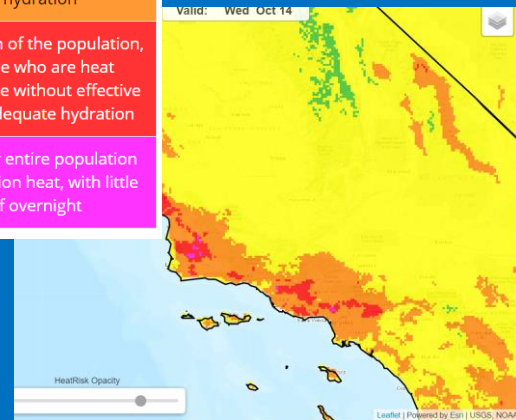 hydration
of the population,
e who are heat
e without effective
dequate hydration
entire population
ion heat, with little
f overnight
Valid: Wed Oct 14
HeatRisk Opacity
Leaflet | Powered by Esri | USGS, NOAA